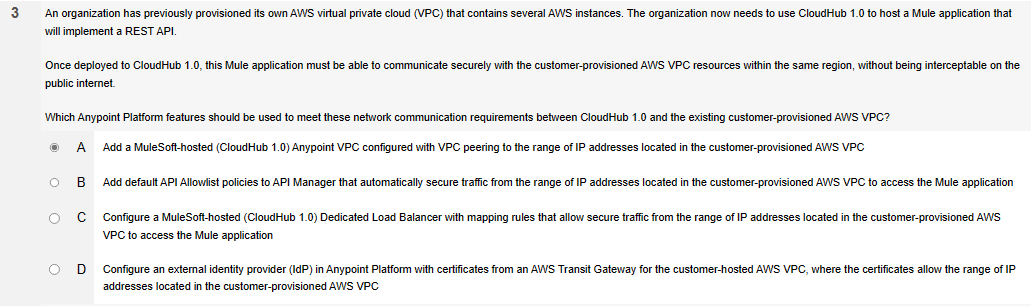 3 An organization has previously provisioned its own AWS virtual private cloud (VPC) that contains several AWS instances. The organization now needs to use CloudHub 1.0 to host a Mule application that
will implement a REST API.
Once deployed to CloudHub 1.0, this Mule application must be able to communicate securely with the customer-provisioned AWS VPC resources within the same region, without being interceptable on the
public internet.
Which Anypoint Platform features should be used to meet these network communication requirements between CloudHub 1.0 and the existing customer-provisioned AWS VPC?
A Add a MuleSoft-hosted (CloudHub 1.0) Anypoint VPC configured with VPC peering to the range of IP addresses located in the customer-provisioned AWS VPC
B Add default API Allowlist policies to API Manager that automatically secure traffic from the range of IP addresses located in the customer-provisioned AWS VPC to access the Mule application
C Configure a MuleSoft-hosted (CloudHub 1.0) Dedicated Load Balancer with mapping rules that allow secure traffic from the range of IP addresses located in the customer-provisioned AWS
VPC to access the Mule application
D Configure an external identity provider (IdP) in Anypoint Platform with certificates from an AWS Transit Gateway for the customer-hosted AWS VPC, where the certificates allow the range of IP
addresses located in the customer-provisioned AWS VPC